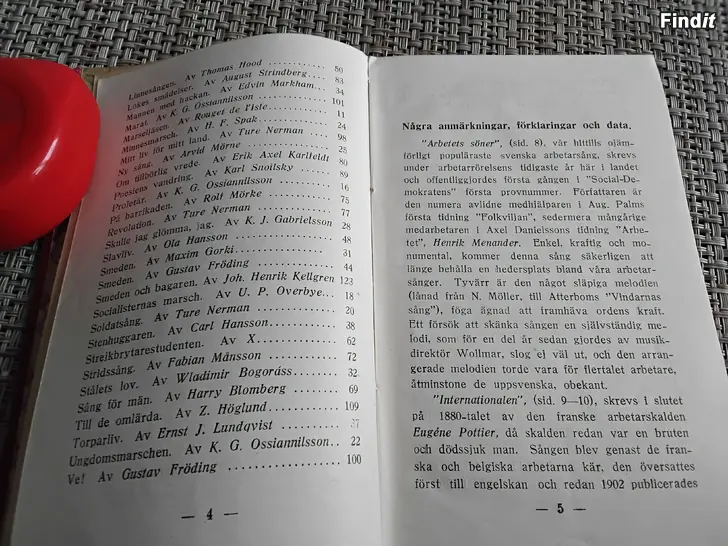 Findit
Linnesången. Av Thomas Hood 50
Lokes smädelser. Av August Strindberg 83
Mannen med hackan. Av Edvin Markham 34
Maral. Av K. G. Ossiannilsson 101
Marseljäsen. Av Rouget de l'Isle 11
Minnesmarsch. Av H. F. Spak 24
Mitt liv för mitt land. Av Ture Nerman 98
Ny sång. Av Arvid Mörne 25
Om tillbörlig vrede. Av Erik Axel Karlfeldt 80
Poesiens vandring. Av Karl Snoilsky 89
Proletär. Av K. G. Ossiannilsson 16
På barrikaden. Av Rolf Mörke 75
Revolution. Av Ture Nerman 77
Skulle jag glömma, jag. Av K. J. Gabrielsson 28
Slavliv. Av Ola Hansson 48
Smeden. Av Maxim Gorki 31
Smeden. Av Gustav Fröding 44
Smeden och bagaren. Av Joh. Henrik Kellgren 123
Socialisternas marsch. Av U. P. Overbye 18
Soldatsång. Av Ture Nerman 20
Stenhuggaren. Av Carl Hansson 38
Streikbrytarestudenten. Av X 62
Stridssång. Av Fabian Månsson 72
Stålets lov. Av Wladimir Bogoráss 32
Sång för män. Av Harry Blomberg 69
Till de omlärda. Av Z. Höglund 109
Torparliv. Av Ernst J. Lundqvist 37
Ungdomsmarschen. Av K. G. Ossiannilsson 22
Ve! Av Gustav Fröding 100
— 4 —
Några anmärkningar, förklaringar och data.
"Arbetets söner", (sid. 8), vår hittills ojäm-
förligt populäraste svenska arbetarsång, skrevs
under arbetarrörelsens tidigaste år här i landet
och offentliggjordes första gången i "Social-De-
mokratens" första provnummer. Författaren är
den numera avlidne medhjälparen i Aug. Palms
första tidning "Folkviljan", sedermera mångårige
medarbetaren i Axel Danielssons tidning "Arbe-
tet", Henrik Menander. Enkel, kraftig och mo-
numental, kommer denna sång säkerligen att
länge behålla en hedersplats bland våra arbetar-
sånger. Tyvärr är den något släpiga melodien
(lånad från N. Möller, till Atterboms "Vindarnas
sång"), föga ägnad att framhäva ordens kraft.
Ett försök att skänka sången en självständig me-
lodi, som för en del år sedan gjordes av musik-
direktör Wollmar, slog ej väl ut, och den arran-
gerade melodien torde vara för flertalet arbetare,
åtminstone de uppsvenska, obekant.
"Internationalen", (sid. 9—10), skrevs i slutet
på 1880-talet av den franske arbetarskalden
Eugéne Pottier, då skalden redan var en bruten
och dödssjuk man. Sången blev genast de fran-
ska och belgiska arbetarna kär, den översattes
först till engelskan och redan 1902 publicerades
— 5 —